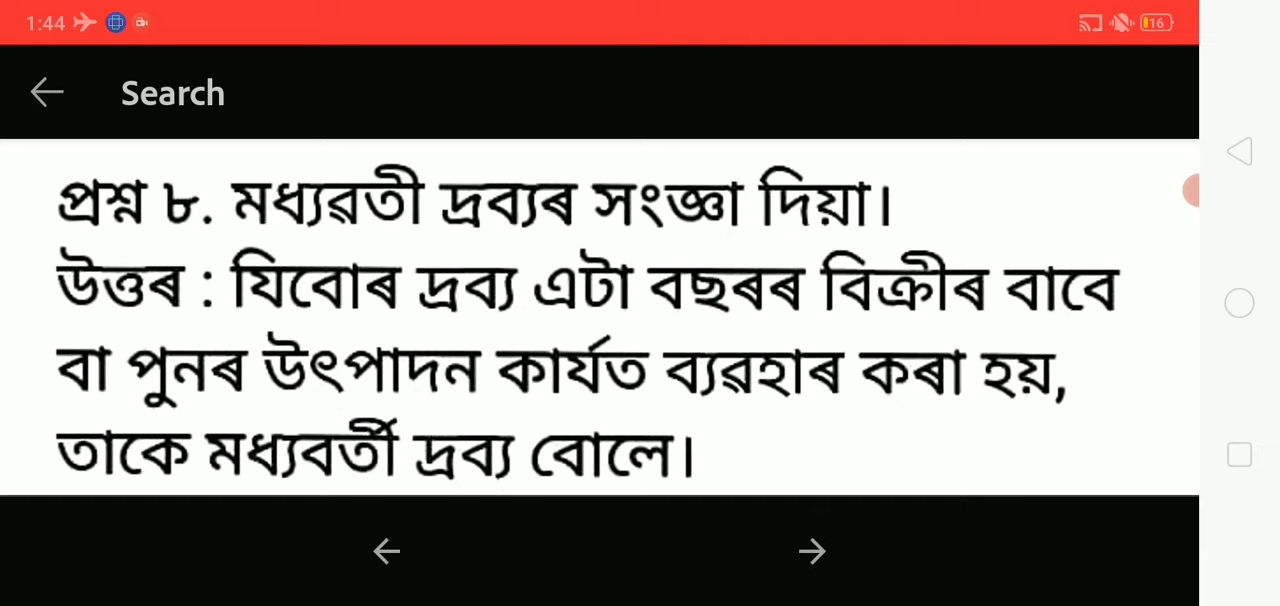 1:44
16
Search
প্ৰশ্ন ৮. মধ্যৱতী দ্ৰব্যৰ সংজ্ঞা দিয়া।
উত্তৰ : যিবোৰ দ্ৰব্য এটা বছৰৰ বিক্ৰীৰ বাবে
বা পুনৰ উৎপাদন কাৰ্যত ব্যৱহাৰ কৰা হয়,
তাকে মধ্যবৰ্তী দ্ৰব্য বোলে।